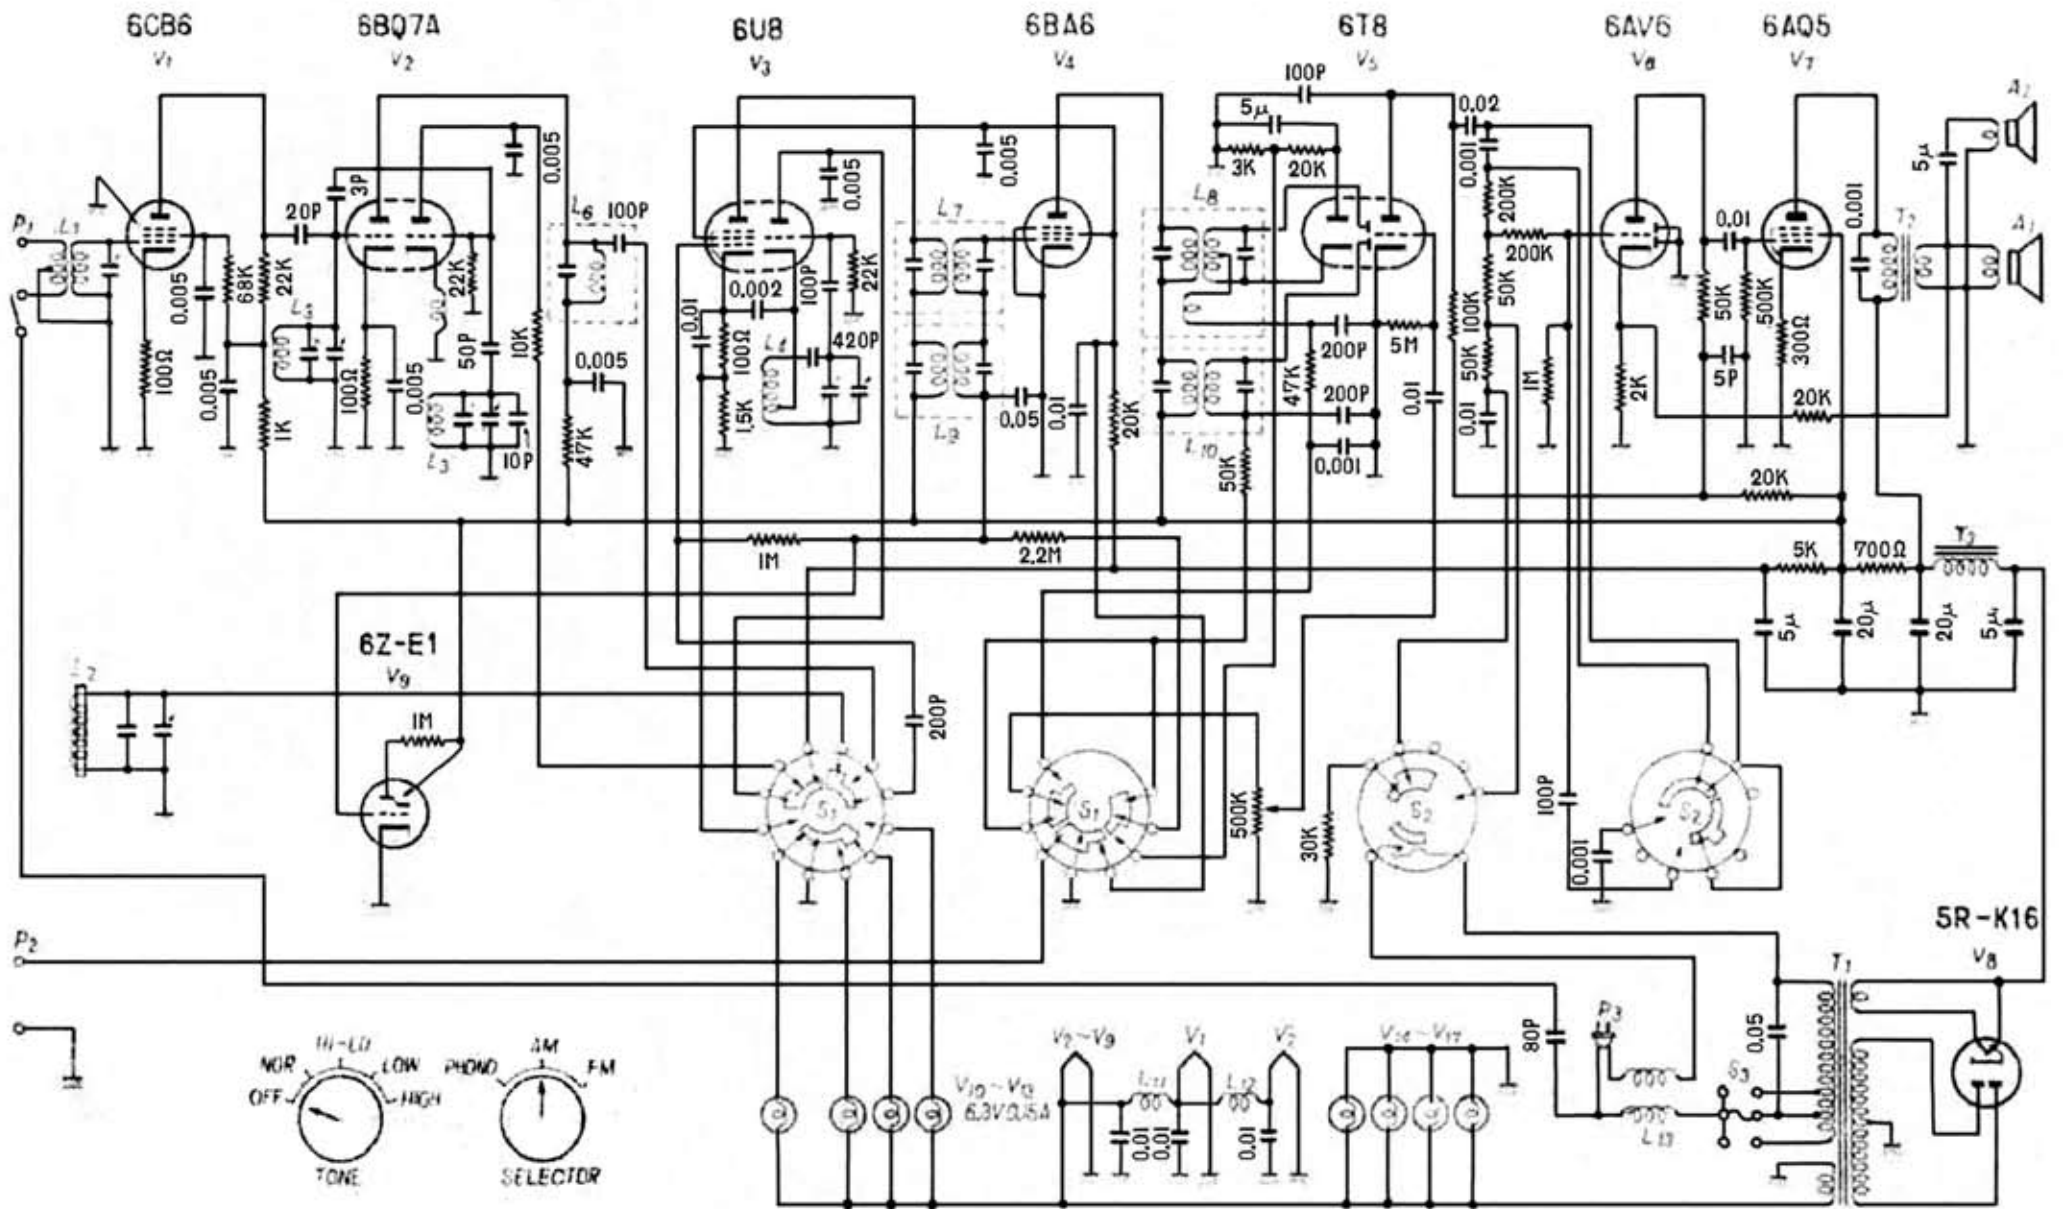 6CB6 6BQ7A 6U8 6BA6 6T8 6AV6 6AQ5
V1 V2 V3 V4 V5 V6 V7
100P
5μ
3K 20K
0.02
0.001
200K
200K
A2
5μ
0.005
0.005
0.005
0.005
3P
20P
L6 100P
L7
L8
0.01
0.001
T2
A1
P1
L1
0.005
68K
22K
22K
0.01
0.002
100P
22K
50K
100K
50K
500K
100Ω
0.005
1K
100Ω
0.005
50P
10K
0.005
L4
420P
100Ω
1.5K
200P
5M
47K
200P
50K
1M
2K
5P
300Ω
20K
L3
10P
47K
L9
0.05
0.01
20K
L10
50K
0.001
0.01
0.01
20K
1M
2.2M
5K 700Ω
6Z-E1
V9
1M
200P
5μ
20μ
20μ
5μ
S1
S1
500K
30K
S2
100P
0.001
S2
5R-K16
V8
P2
T1
NOR HI-LO LOW
OFF HIGH
TONE
PHONO AM FM
SELECTOR
V10~V13
6.3V 0.15A
V2~V9
V1
V2
L11
L12
0.01
0.01
0.01
80P
P3
L13
S3
0.05